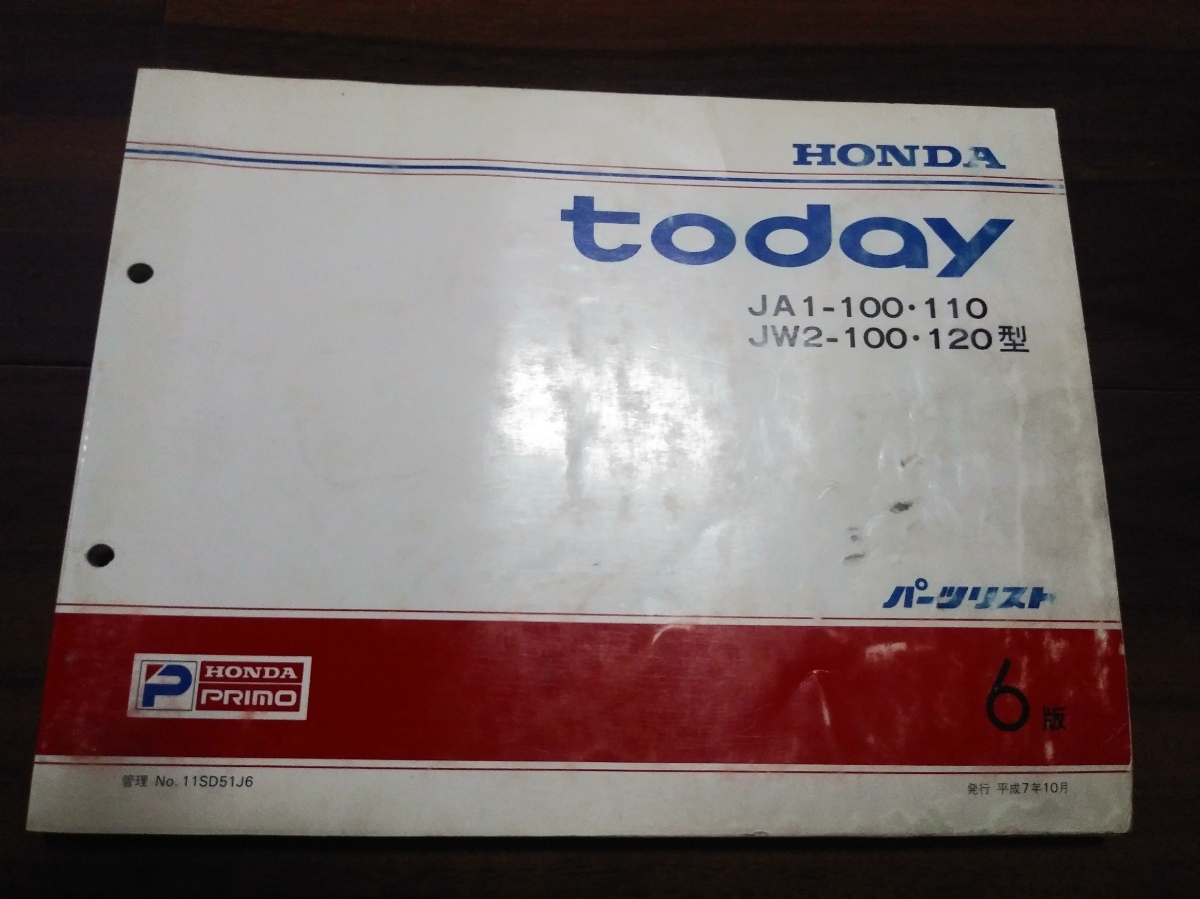 HONDA
today
JA1-100・110
JW2-100・120型
パーツリスト
P HONDA
PRIMO
6版
管理 No. 11SD51J6
発行 平成7年10月